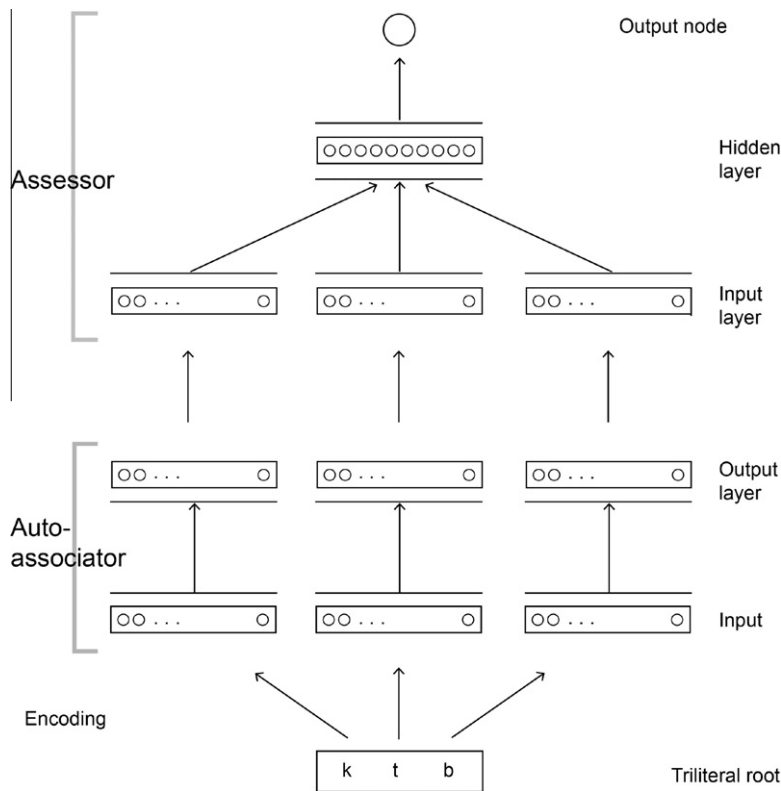 Output node
Hidden
layer
Assessor
Input
layer
Output
layer
Auto-
associator
Input
Encoding
k t b
Triliteral root